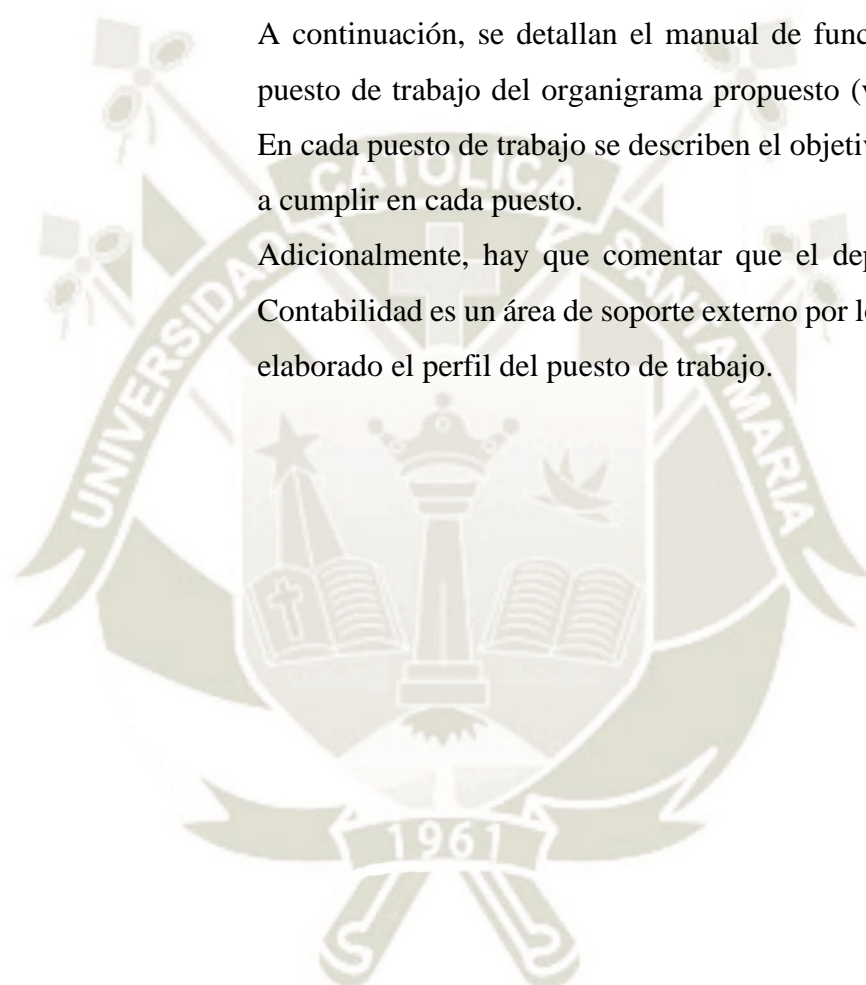 A continuación, se detallan el manual de func
puesto de trabajo del organigrama propuesto (v
En cada puesto de trabajo se describen el objetiv
a cumplir en cada puesto.
Adicionalmente, hay que comentar que el dep
Contabilidad es un área de soporte externo por lo
elaborado el perfil del puesto de trabajo.
UNIVERSIDAD CATOLICA SANTA MARIA
1961